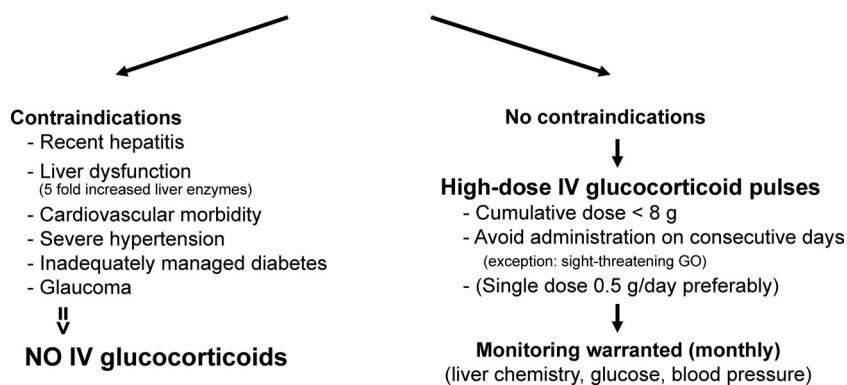 Contraindications
- Recent hepatitis
- Liver dysfunction
(5 fold increased liver enzymes)
- Cardiovascular morbidity
- Severe hypertension
- Inadequately managed diabetes
- Glaucoma
=>
NO IV glucocorticoids
No contraindications
High-dose IV glucocorticoid pulses
- Cumulative dose < 8 g
- Avoid administration on consecutive days
(exception: sight-threatening GO)
- (Single dose 0.5 g/day preferably)
Monitoring warranted (monthly)
(liver chemistry, glucose, blood pressure)